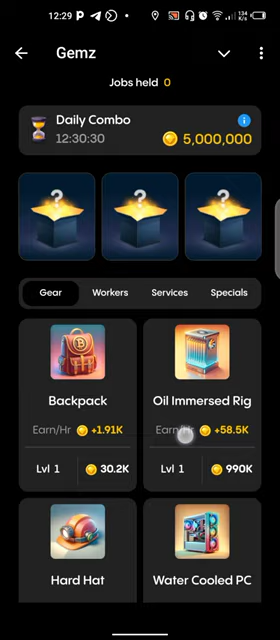 12:29
134 K/s
Gemz
Jobs held 0
Daily Combo
12:30:30
5,000,000
? ? ?
Gear Workers Services Specials
Backpack
Earn/Hr +1.91K
Lvl 1 30.2K
Oil Immersed Rig
Earn/Hr +58.5K
Lvl 1 990K
Hard Hat
Water Cooled PC